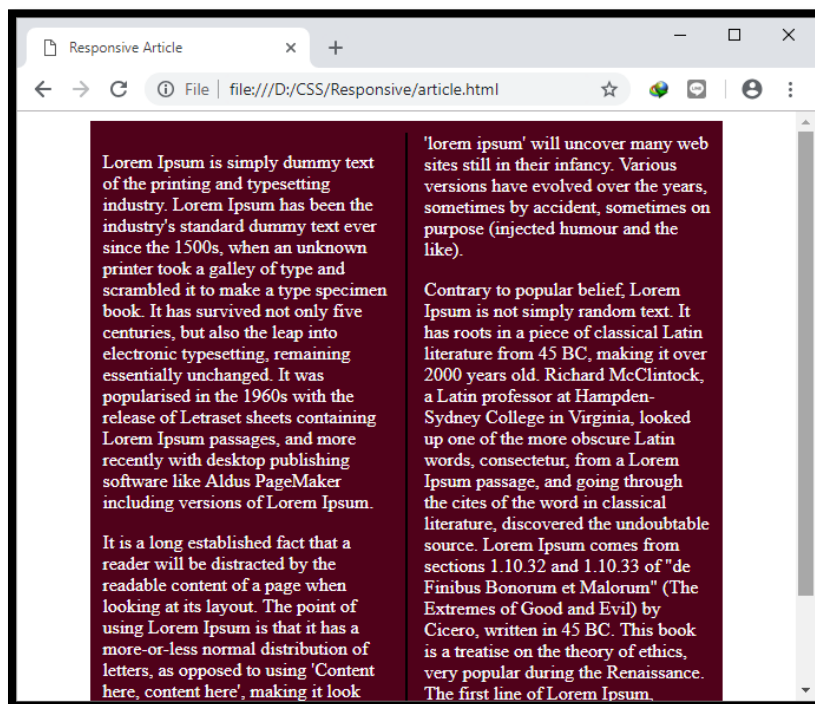 Responsive Article
File
file:///D:/CSS/Responsive/article.html
Lorem Ipsum is simply dummy text
of the printing and typesetting
industry. Lorem Ipsum has been the
industry's standard dummy text ever
since the 1500s, when an unknown
printer took a galley of type and
scrambled it to make a type specimen
book. It has survived not only five
centuries, but also the leap into
electronic typesetting, remaining
essentially unchanged. It was
popularised in the 1960s with the
release of Letraset sheets containing
Lorem Ipsum passages, and more
recently with desktop publishing
software like Aldus PageMaker
including versions of Lorem Ipsum.
It is a long established fact that a
reader will be distracted by the
readable content of a page when
looking at its layout. The point of
using Lorem Ipsum is that it has a
more-or-less normal distribution of
letters, as opposed to using 'Content
here, content here', making it look
'lorem ipsum' will uncover many web
sites still in their infancy. Various
versions have evolved over the years,
sometimes by accident, sometimes on
purpose (injected humour and the
like).
Contrary to popular belief, Lorem
Ipsum is not simply random text. It
has roots in a piece of classical Latin
literature from 45 BC, making it over
2000 years old. Richard McClintock,
a Latin professor at Hampden-
Sydney College in Virginia, looked
up one of the more obscure Latin
words, consectetur, from a Lorem
Ipsum passage, and going through
the cites of the word in classical
literature, discovered the undoubtable
source. Lorem Ipsum comes from
sections 1.10.32 and 1.10.33 of "de
Finibus Bonorum et Malorum" (The
Extremes of Good and Evil) by
Cicero, written in 45 BC. This book
is a treatise on the theory of ethics,
very popular during the Renaissance.
The first line of Lorem Ipsum,